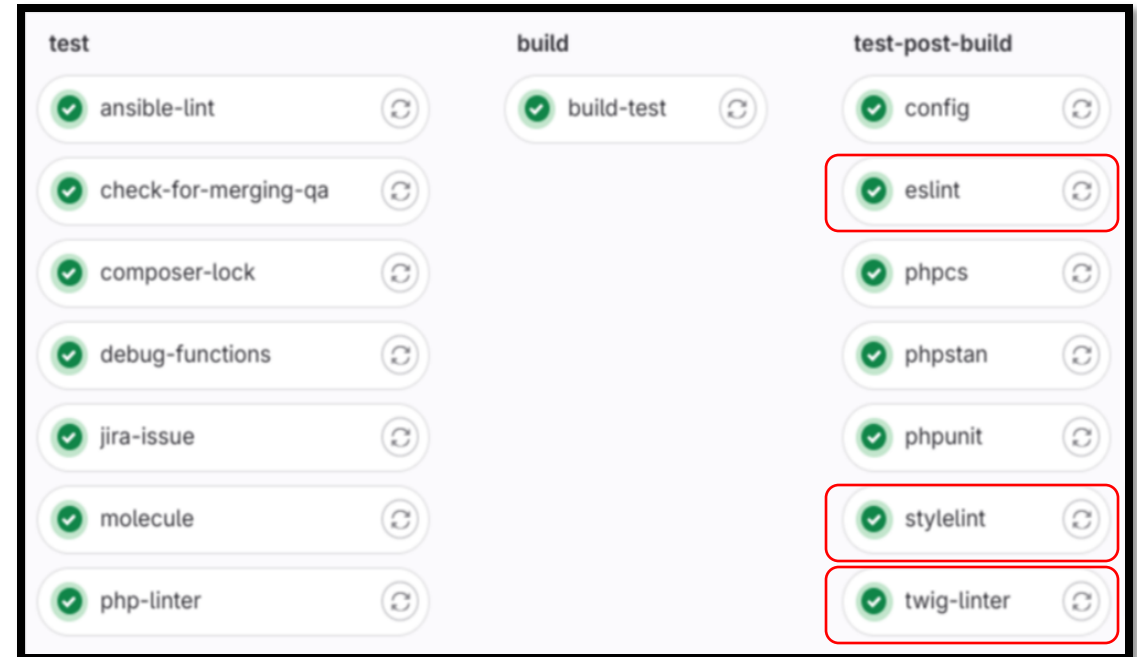 test
ansible-lint
check-for-merging-qa
composer-lock
debug-functions
jira-issue
molecule
php-linter
build
build-test
test-post-build
config
eslint
phpcs
phpstan
phpunit
stylelint
twig-linter